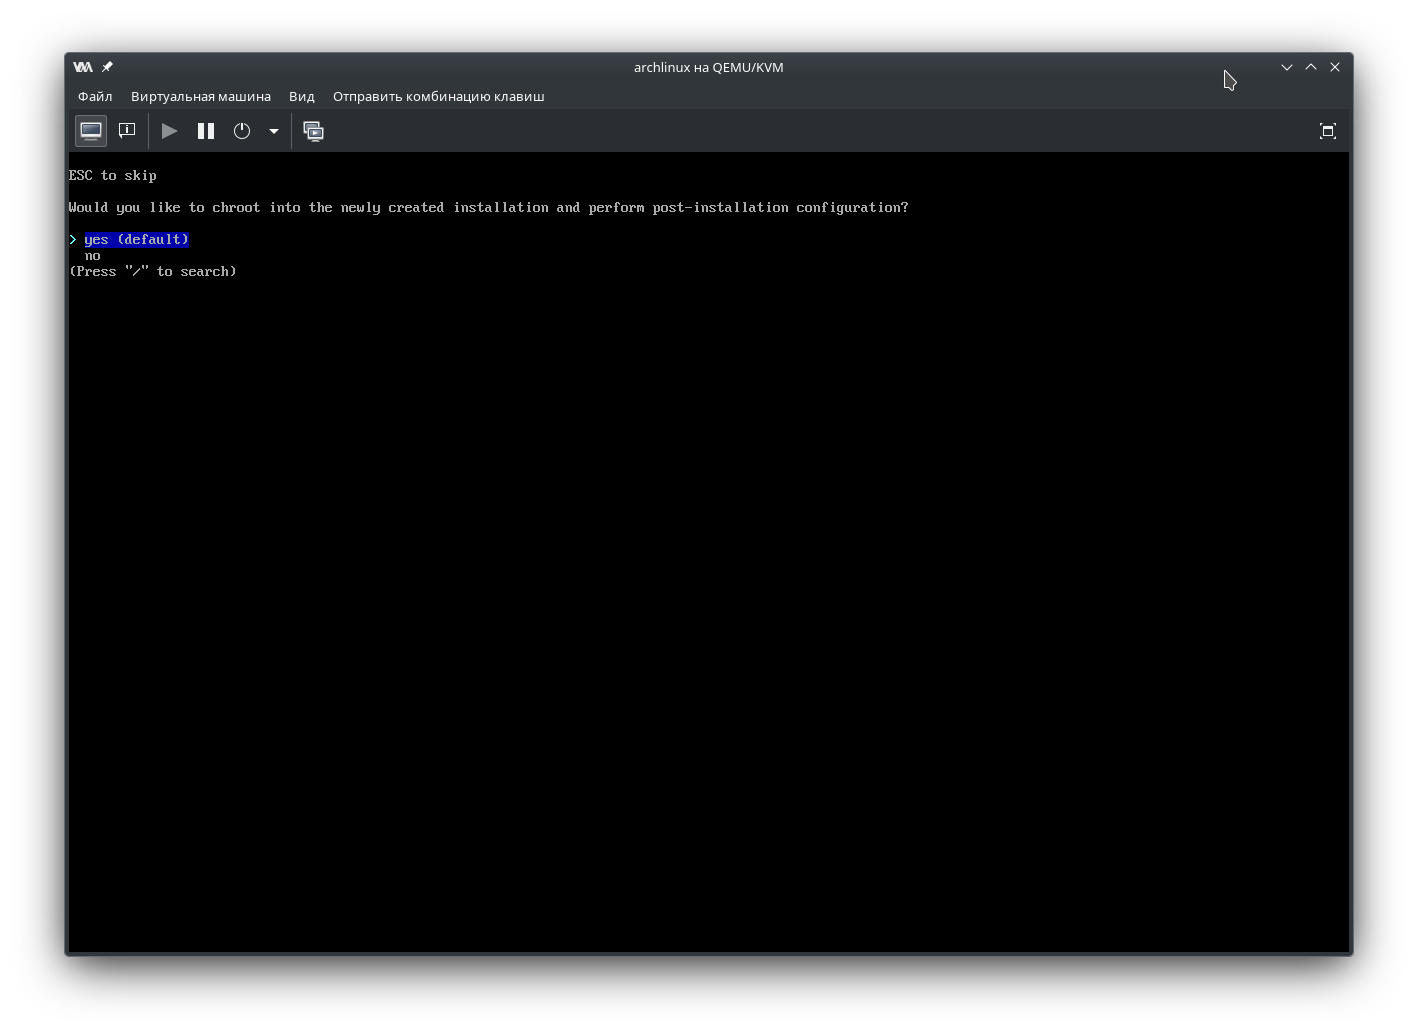 archlinux на QEMU/KVM
Файл Виртуальная машина Вид Отправить комбинацию клавиш
ESC to skip
Would you like to chroot into the newly created installation and perform post-installation configuration?
> yes (default)
no
(Press "/" to search)